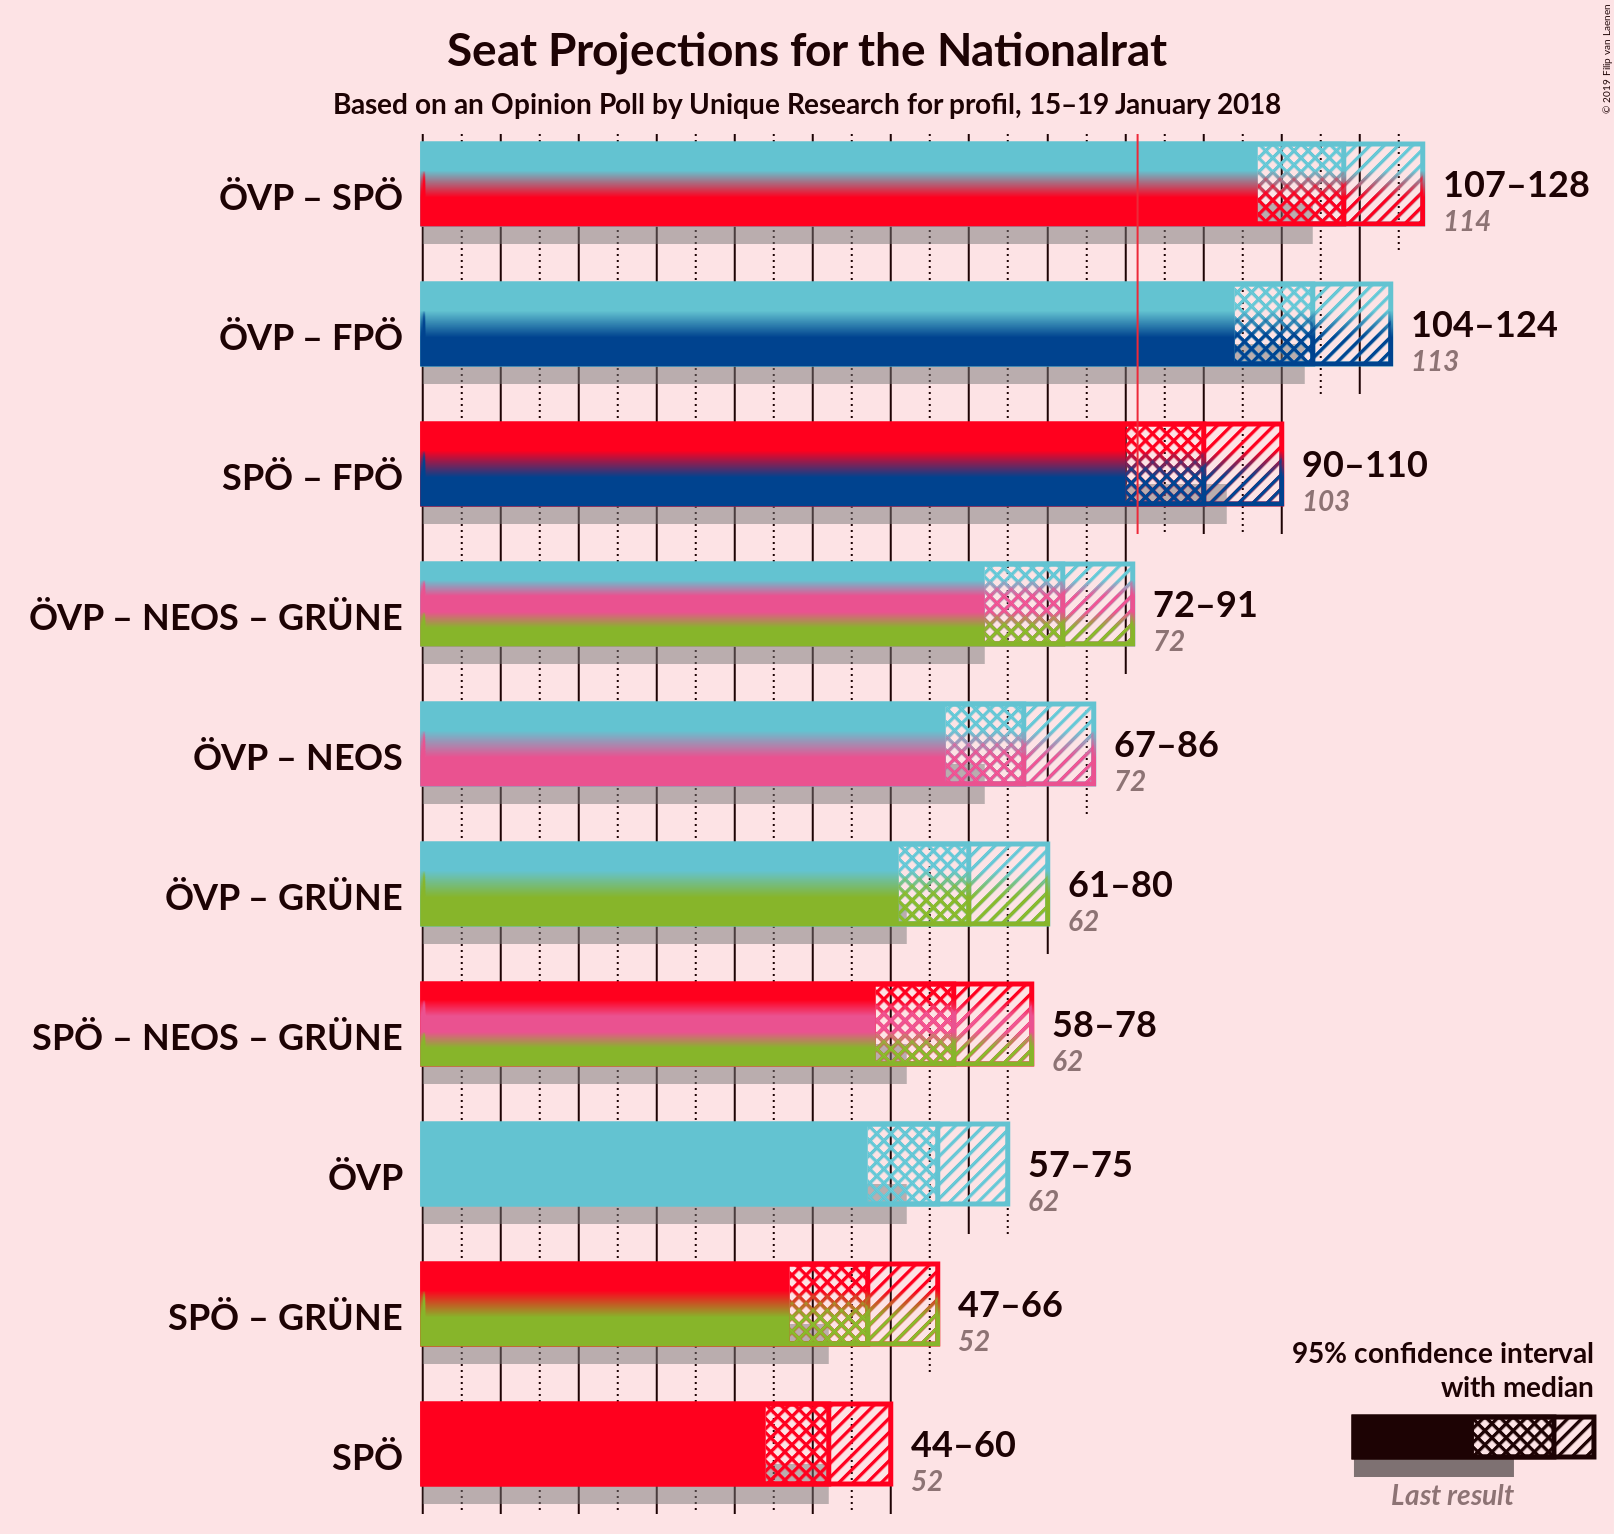 Seat Projections for the Nationalrat
Based on an Opinion Poll by Unique Research for profil, 15–19 January 2018
© 2019 Filip van Laenen
ÖVP – SPÖ
107–128
114
ÖVP – FPÖ
104–124
113
SPÖ – FPÖ
90–110
103
ÖVP – NEOS – GRÜNE
72–91
72
ÖVP – NEOS
67–86
72
ÖVP – GRÜNE
61–80
62
SPÖ – NEOS – GRÜNE
58–78
62
ÖVP
57–75
62
SPÖ – GRÜNE
47–66
52
SPÖ
44–60
52
95% confidence interval
with median
Last result